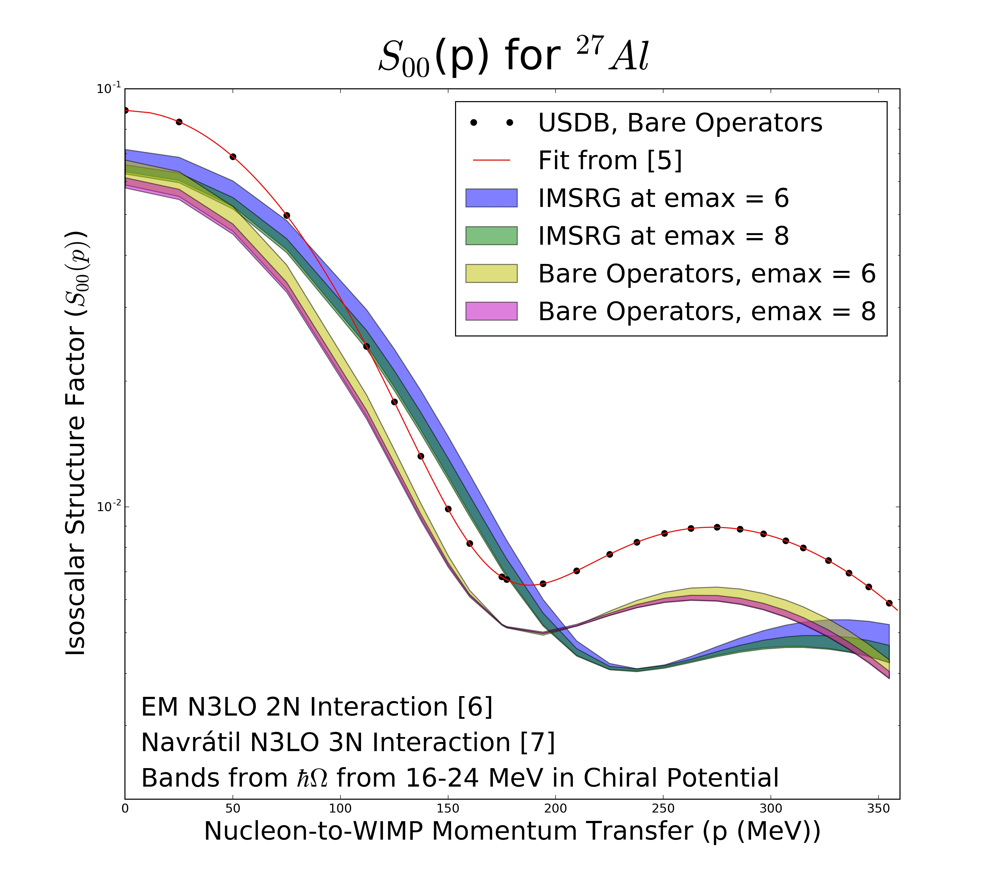 S₀₀(p) for ²⁷Al
10⁻¹
10⁻²
Isoscalar Structure Factor (S₀₀(p))
USDB, Bare Operators
Fit from [5]
IMSRG at emax = 6
IMSRG at emax = 8
Bare Operators, emax = 6
Bare Operators, emax = 8
EM N3LO 2N Interaction [6]
Navrátil N3LO 3N Interaction [7]
Bands from ℏΩ from 16-24 MeV in Chiral Potential
0 50 100 150 200 250 300 350
Nucleon-to-WIMP Momentum Transfer (p (MeV))